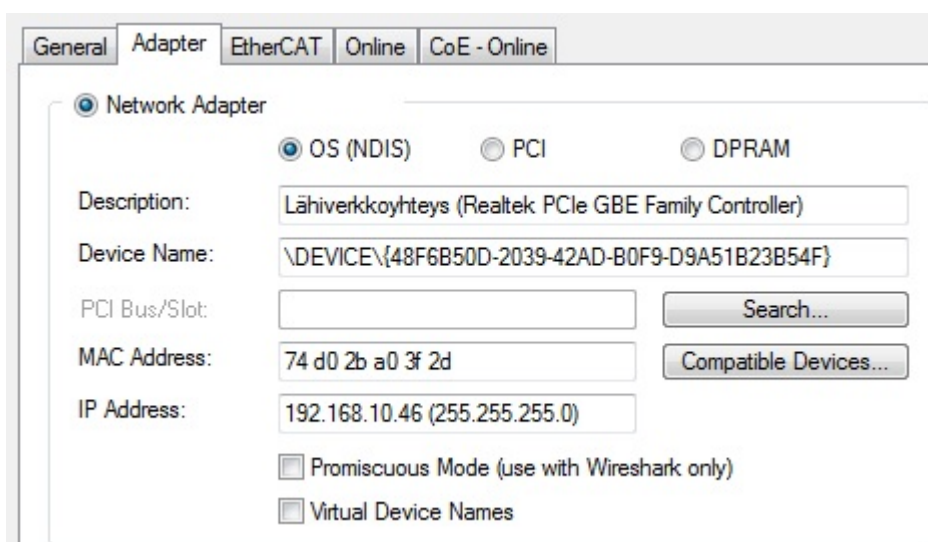 General Adapter EtherCAT Online CoE - Online
Network Adapter
OS (NDIS) PCI DPRAM
Description: Lähiverkkoyhteys (Realtek PCIe GBE Family Controller)
Device Name: \DEVICE\{48F6B50D-2039-42AD-B0F9-D9A51B23B54F}
PCI Bus/Slot: Search...
MAC Address: 74 d0 2b a0 3f 2d Compatible Devices...
IP Address: 192.168.10.46 (255.255.255.0)
Promiscuous Mode (use with Wireshark only)
Virtual Device Names